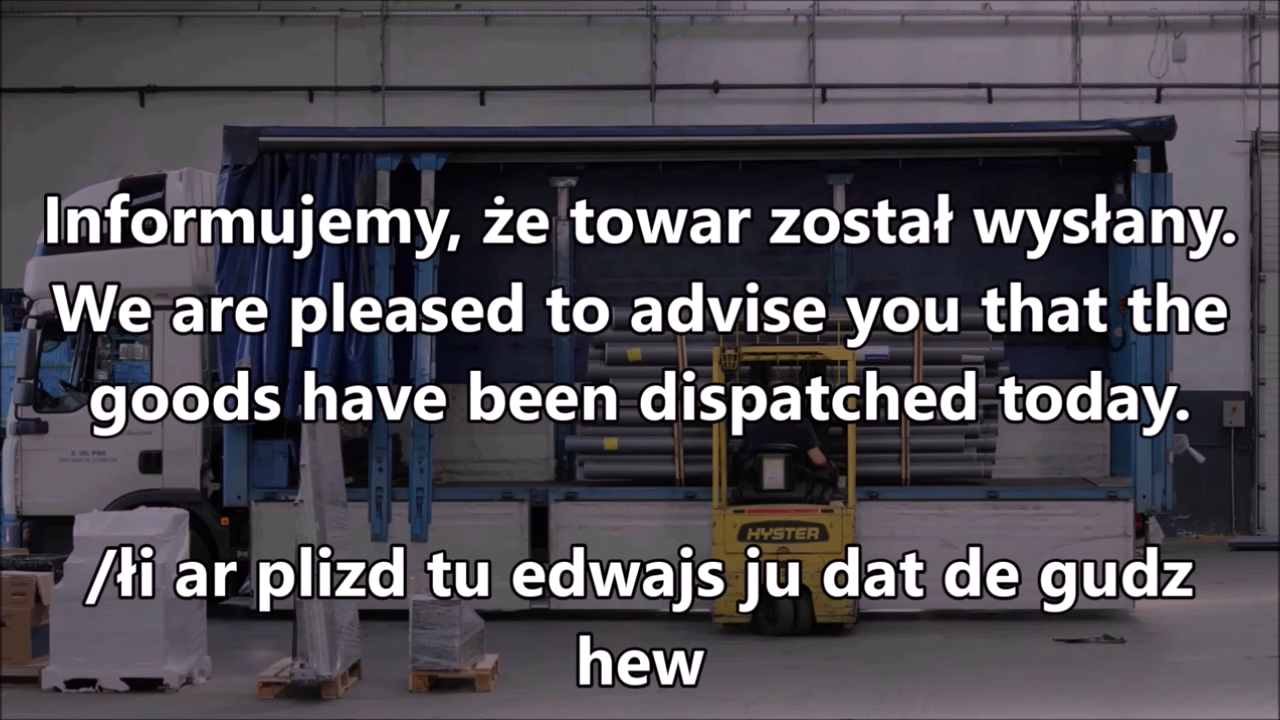 Informujemy, że towar został wysłany.
We are pleased to advise you that the
goods have been dispatched today.
/łi ar plizd tu edwajs ju dat de gudz
hew
HYSTER